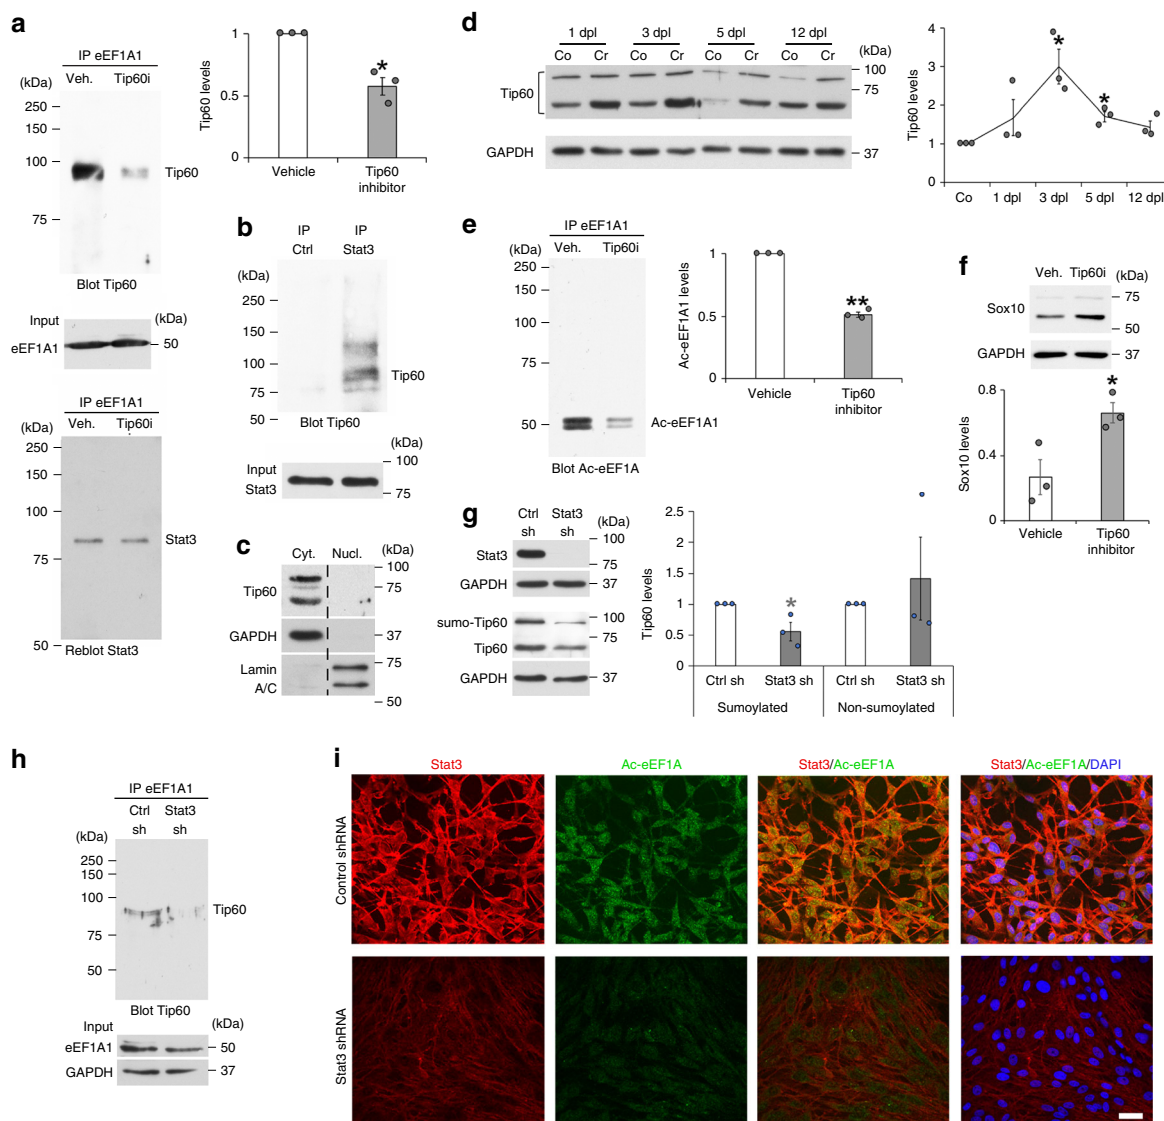 a
IP eEF1A1
(kDa) Veh. Tip60i
250
150
100
75
Tip60
Blot Tip60
Input
eEF1A1
(kDa)
50
IP eEF1A1
Veh. Tip60i
(kDa)
250
150
100
75
50
Stat3
Reblot Stat3
Tip60 levels
1
0.5
0
*
Vehicle
Tip60 inhibitor
b
IP Ctrl
IP Stat3
(kDa)
250
150
100
75
50
Tip60
Blot Tip60
Input
Stat3
100
75
c
Cyt. Nucl. (kDa)
Tip60
100
75
GAPDH
37
Lamin A/C
75
50
d
1 dpl 3 dpl 5 dpl 12 dpl
Co Cr Co Cr Co Cr Co Cr
(kDa)
Tip60
100
75
GAPDH
37
Tip60 levels
4
3
2
1
0
*
*
Co 1 dpl 3 dpl 5 dpl 12 dpl
e
IP eEF1A1
(kDa) Veh. Tip60i
250
150
100
75
50
Ac-eEF1A1
Blot Ac-eEF1A
Ac-eEF1A1 levels
1
0.5
0
**
Vehicle
Tip60 inhibitor
f
Veh. Tip60i (kDa)
Sox10
75
50
GAPDH
37
Sox10 levels
0.8
0.4
0
*
Vehicle
Tip60 inhibitor
g
Ctrl sh
Stat3 sh
(kDa)
Stat3
100
75
GAPDH
37
sumo-Tip60
100
75
Tip60
GAPDH
37
Tip60 levels
2.5
2
1.5
1
0.5
0
*
Ctrl sh Stat3 sh Ctrl sh Stat3 sh
Sumoylated Non-sumoylated
h
IP eEF1A1
Ctrl sh
Stat3 sh
(kDa)
250
150
100
75
50
Tip60
Blot Tip60
Input (kDa)
eEF1A1
50
GAPDH
37
i
Stat3 Ac-eEF1A Stat3/Ac-eEF1A Stat3/Ac-eEF1A/DAPI
Control shRNA
Stat3 shRNA